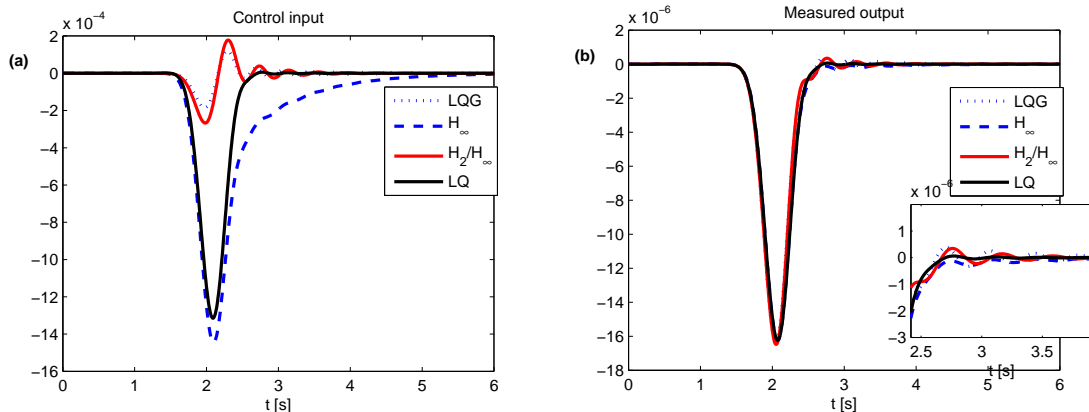 Control input
x 10⁻⁴
(a)
2
0
−2
−4
−6
−8
−10
−12
−14
−16
0 1 2 3 4 5 6
t [s]
LQG
H∞
H₂/H∞
LQ
Measured output
x 10⁻⁶
(b)
2
0
−2
−4
−6
−8
−10
−12
−14
−16
−18
0 1 2 3 4 5 6
t [s]
LQG
H∞
H₂/H∞
LQ
x 10⁻⁶
1
0
−1
−2
−3
2.5 3 3.5
t [s]